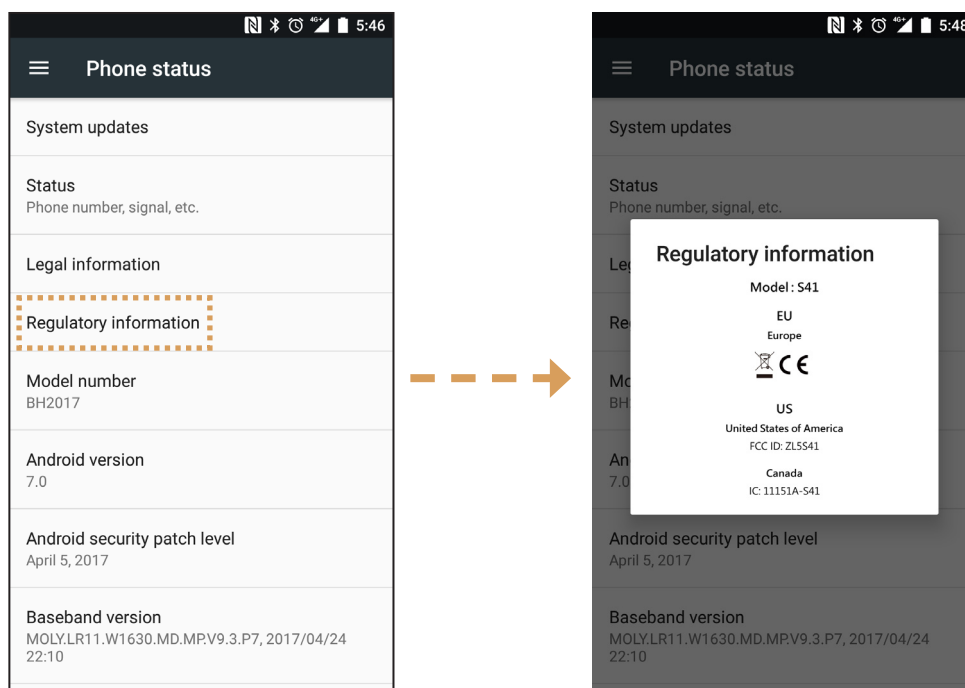 5:46
Phone status
System updates
Status
Phone number, signal, etc.
Legal information
Regulatory information
Model number
BH2017
Android version
7.0
Android security patch level
April 5, 2017
Baseband version
MOLY.LR11.W1630.MD.MP.V9.3.P7, 2017/04/24
22:10
4G+ 5:48
Phone status
System updates
Status
Phone number, signal, etc.
Regulatory information
Model : S41
EU
Europe
CE
US
United States of America
FCC ID: ZL5S41
Canada
IC: 11151A-S41
7.0
Android security patch level
April 5, 2017
Baseband version
MOLY.LR11.W1630.MD.MP.V9.3.P7, 2017/04/24
22:10